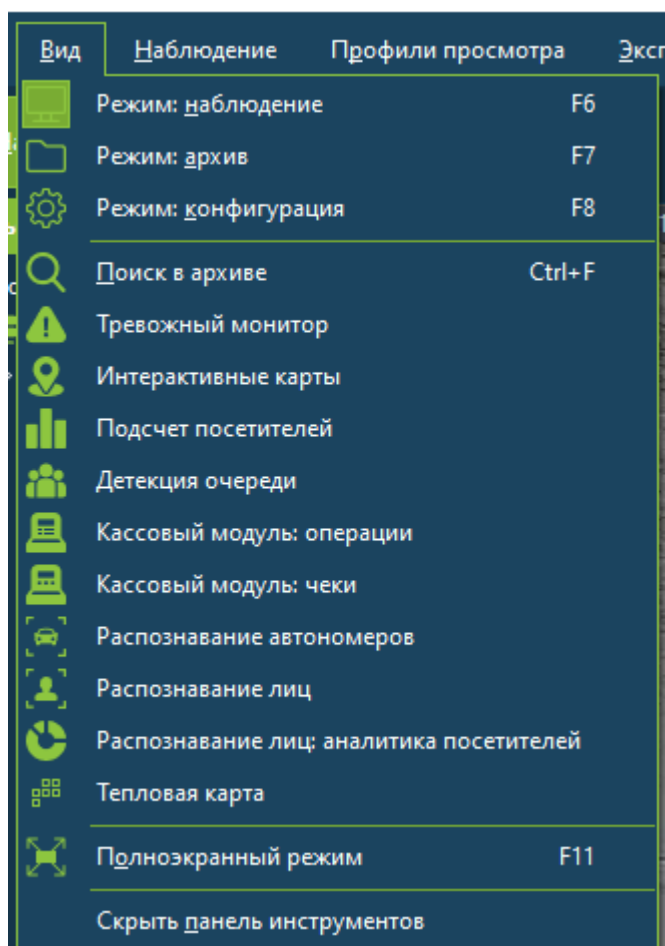 Вид Наблюдение Профили просмотра
Режим: наблюдение F6
Режим: архив F7
Режим: конфигурация F8
Поиск в архиве Ctrl+F
Тревожный монитор
Интерактивные карты
Подсчет посетителей
Детекция очереди
Кассовый модуль: операции
Кассовый модуль: чеки
Распознавание автономеров
Распознавание лиц
Распознавание лиц: аналитика посетителей
Тепловая карта
Полноэкранный режим F11
Скрыть панель инструментов